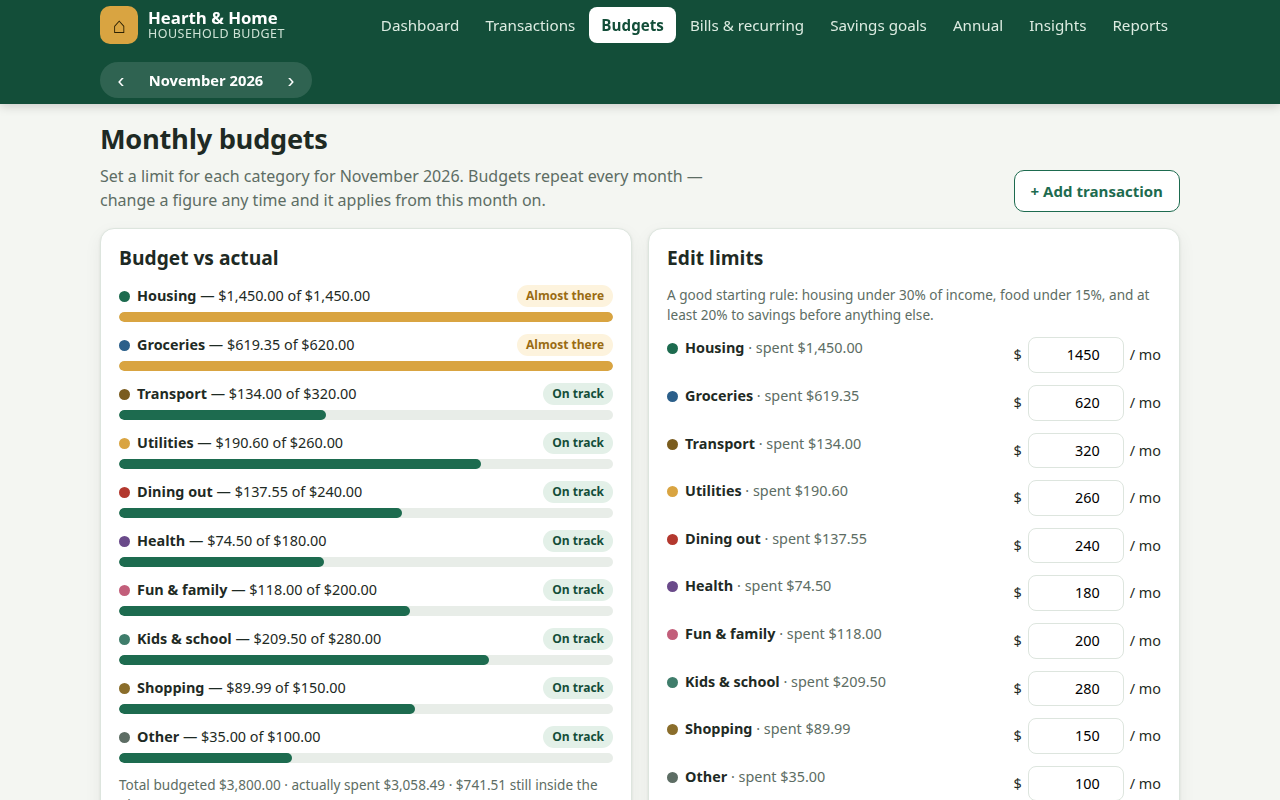 Hearth & Home
HOUSEHOLD BUDGET
Dashboard
Transactions
Budgets
Bills & recurring
Savings goals
Annual
Insights
Reports
‹ November 2026 ›
Monthly budgets
Set a limit for each category for November 2026. Budgets repeat every month —
change a figure any time and it applies from this month on.
+ Add transaction
Budget vs actual
Housing — $1,450.00 of $1,450.00 Almost there
Groceries — $619.35 of $620.00 Almost there
Transport — $134.00 of $320.00 On track
Utilities — $190.60 of $260.00 On track
Dining out — $137.55 of $240.00 On track
Health — $74.50 of $180.00 On track
Fun & family — $118.00 of $200.00 On track
Kids & school — $209.50 of $280.00 On track
Shopping — $89.99 of $150.00 On track
Other — $35.00 of $100.00 On track
Total budgeted $3,800.00 · actually spent $3,058.49 · $741.51 still inside the
Edit limits
A good starting rule: housing under 30% of income, food under 15%, and at
least 20% to savings before anything else.
Housing · spent $1,450.00 $ 1450 / mo
Groceries · spent $619.35 $ 620 / mo
Transport · spent $134.00 $ 320 / mo
Utilities · spent $190.60 $ 260 / mo
Dining out · spent $137.55 $ 240 / mo
Health · spent $74.50 $ 180 / mo
Fun & family · spent $118.00 $ 200 / mo
Kids & school · spent $209.50 $ 280 / mo
Shopping · spent $89.99 $ 150 / mo
Other · spent $35.00 $ 100 / mo